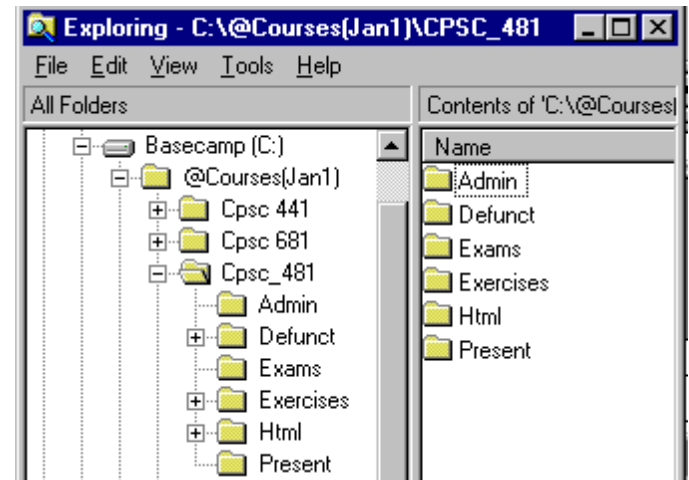 Exploring - C:\@Courses(Jan1)\CPSC_481
File Edit View Tools Help
All Folders
Contents of 'C:\@Courses(
Basecamp (C:)
@Courses(Jan1)
Cpsc 441
Cpsc 681
Cpsc_481
Admin
Defunct
Exams
Exercises
Html
Present
Name
Admin
Defunct
Exams
Exercises
Html
Present